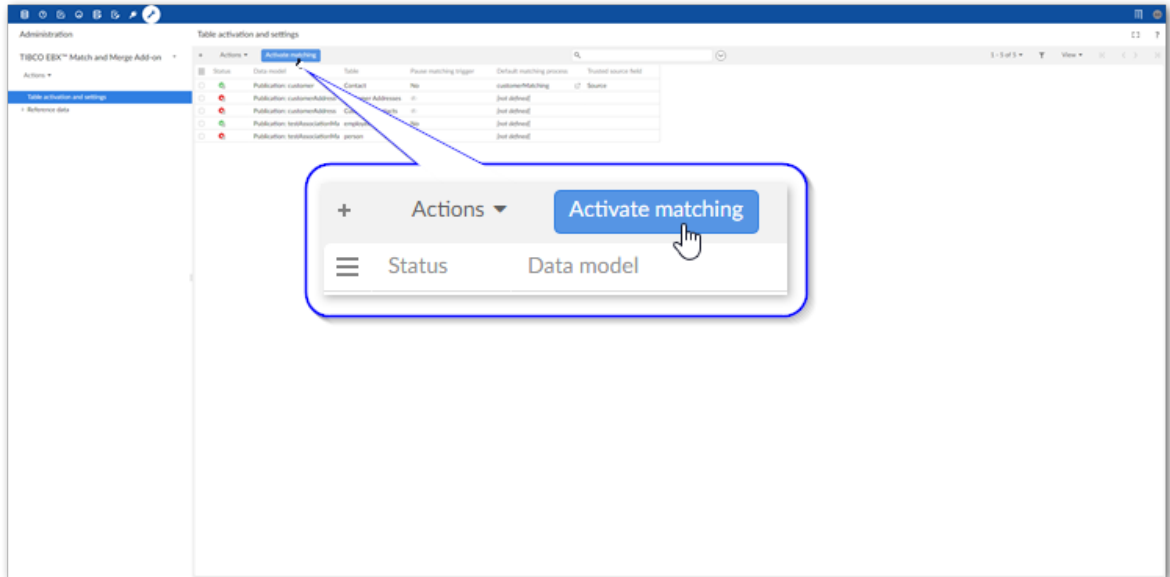 Administration
Table activation and settings
?
TIBCO EBX™ Match and Merge Add-on
+ Actions Activate matching
1 - 5 of 5 View
Actions
Status Data model Table Pause matching trigger Default matching process Trusted source field
Table activation and settings
Publication: customer Contact No customerMatching Source
Publication: customerAddress Addresses [not defined]
Reference data
Publication: customerAddress [not defined]
Publication: testAssociationMa No [not defined]
Publication: testAssociationMa person [not defined]
+ Actions Activate matching
Status Data model